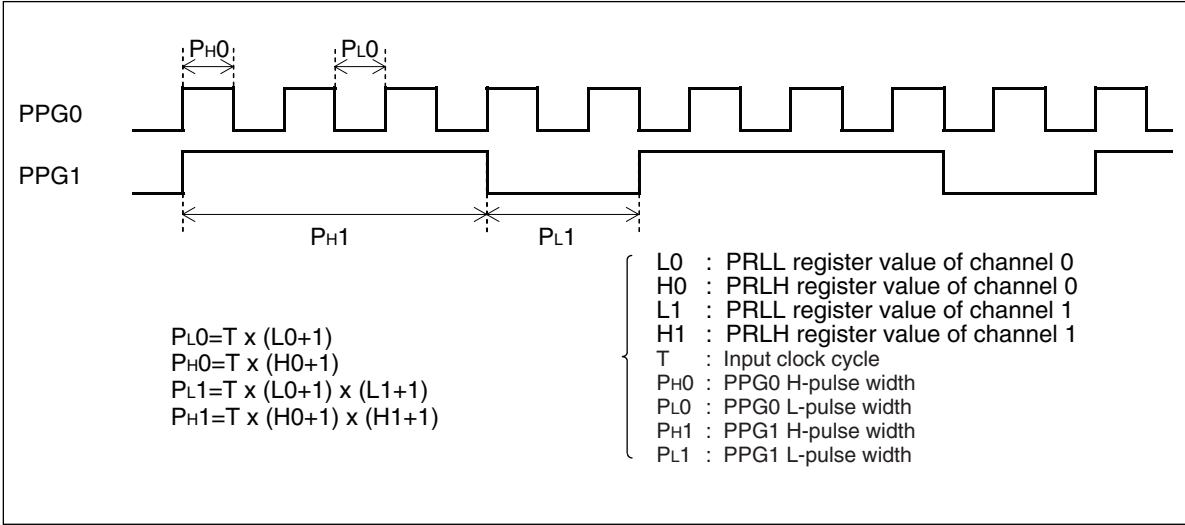 PH0 PL0
PPG0
PPG1
PH1 PL1
PL0=T x (L0+1)
PH0=T x (H0+1)
PL1=T x (L0+1) x (L1+1)
PH1=T x (H0+1) x (H1+1)
L0 : PRLL register value of channel 0
H0 : PRLH register value of channel 0
L1 : PRLL register value of channel 1
H1 : PRLH register value of channel 1
T : Input clock cycle
PH0 : PPG0 H-pulse width
PL0 : PPG0 L-pulse width
PH1 : PPG1 H-pulse width
PL1 : PPG1 L-pulse width